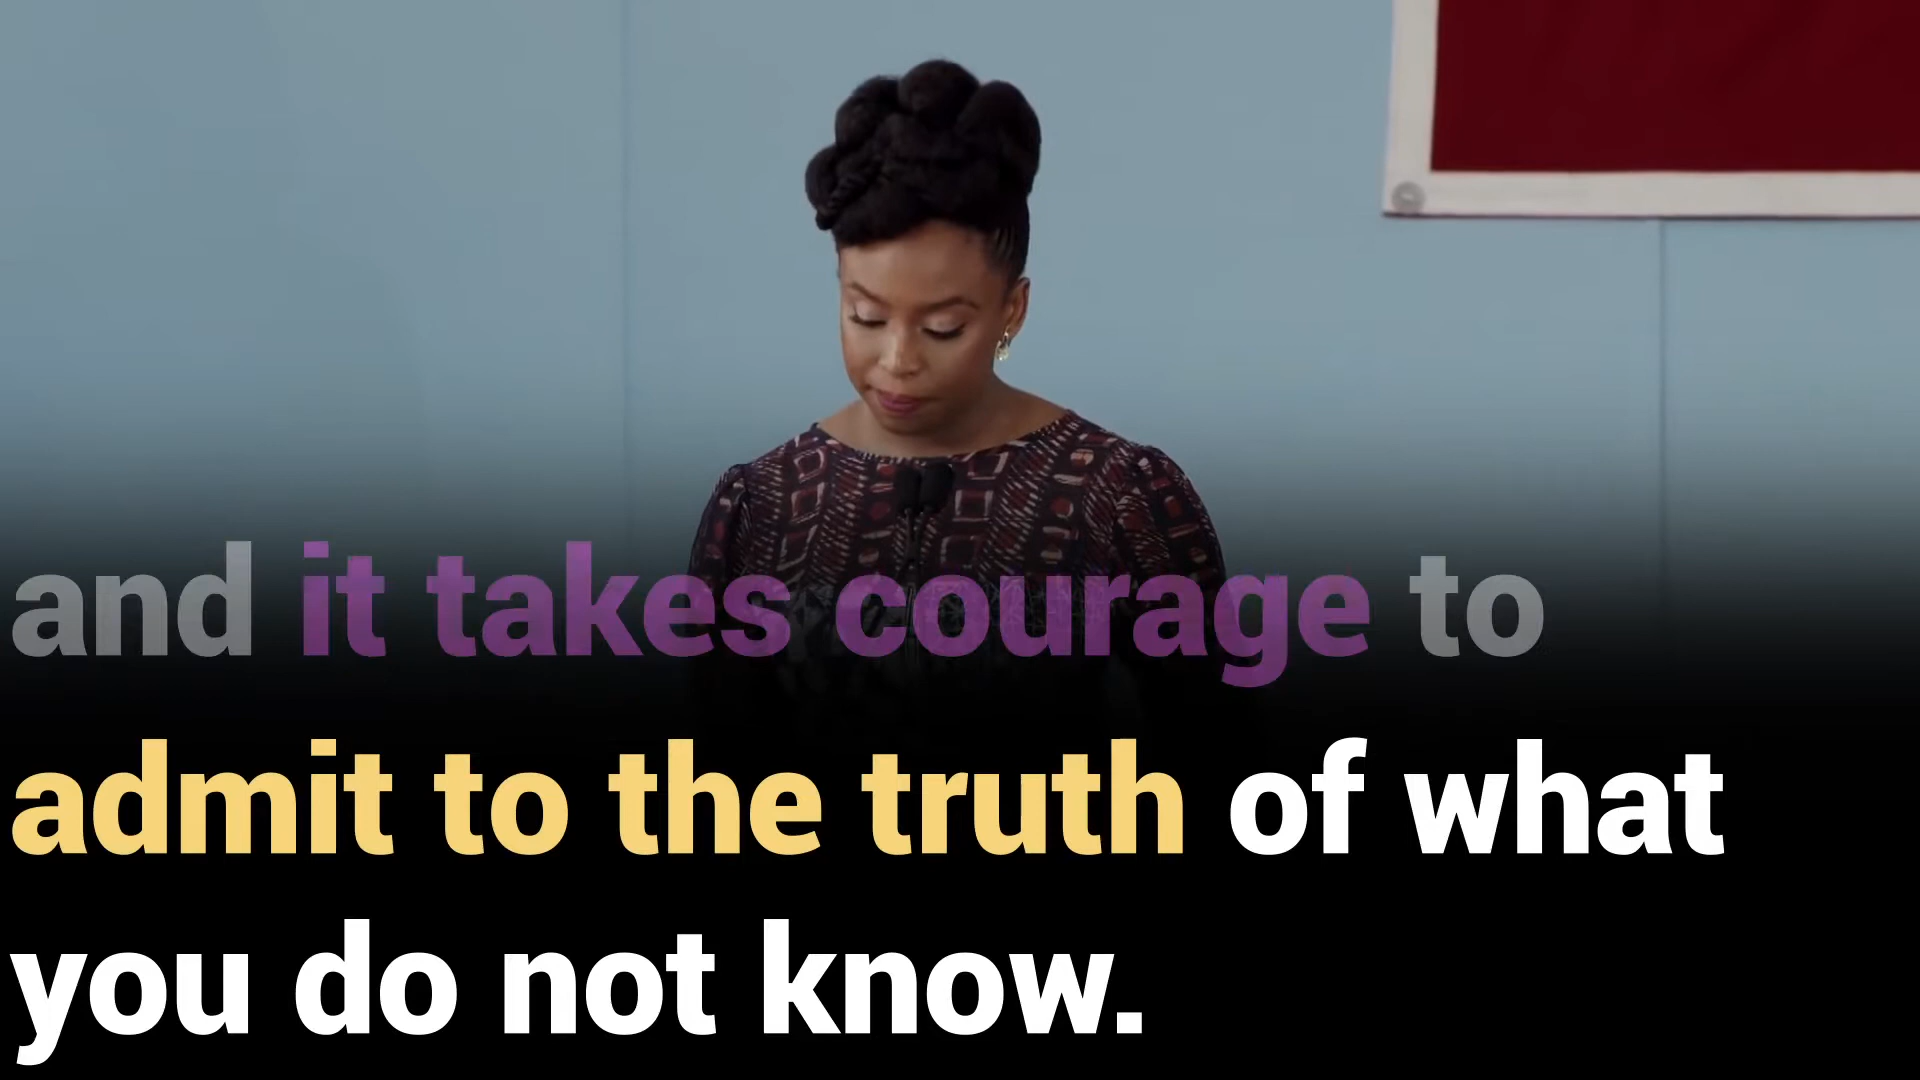 and it takes courage to
admit to the truth of what
you do not know.